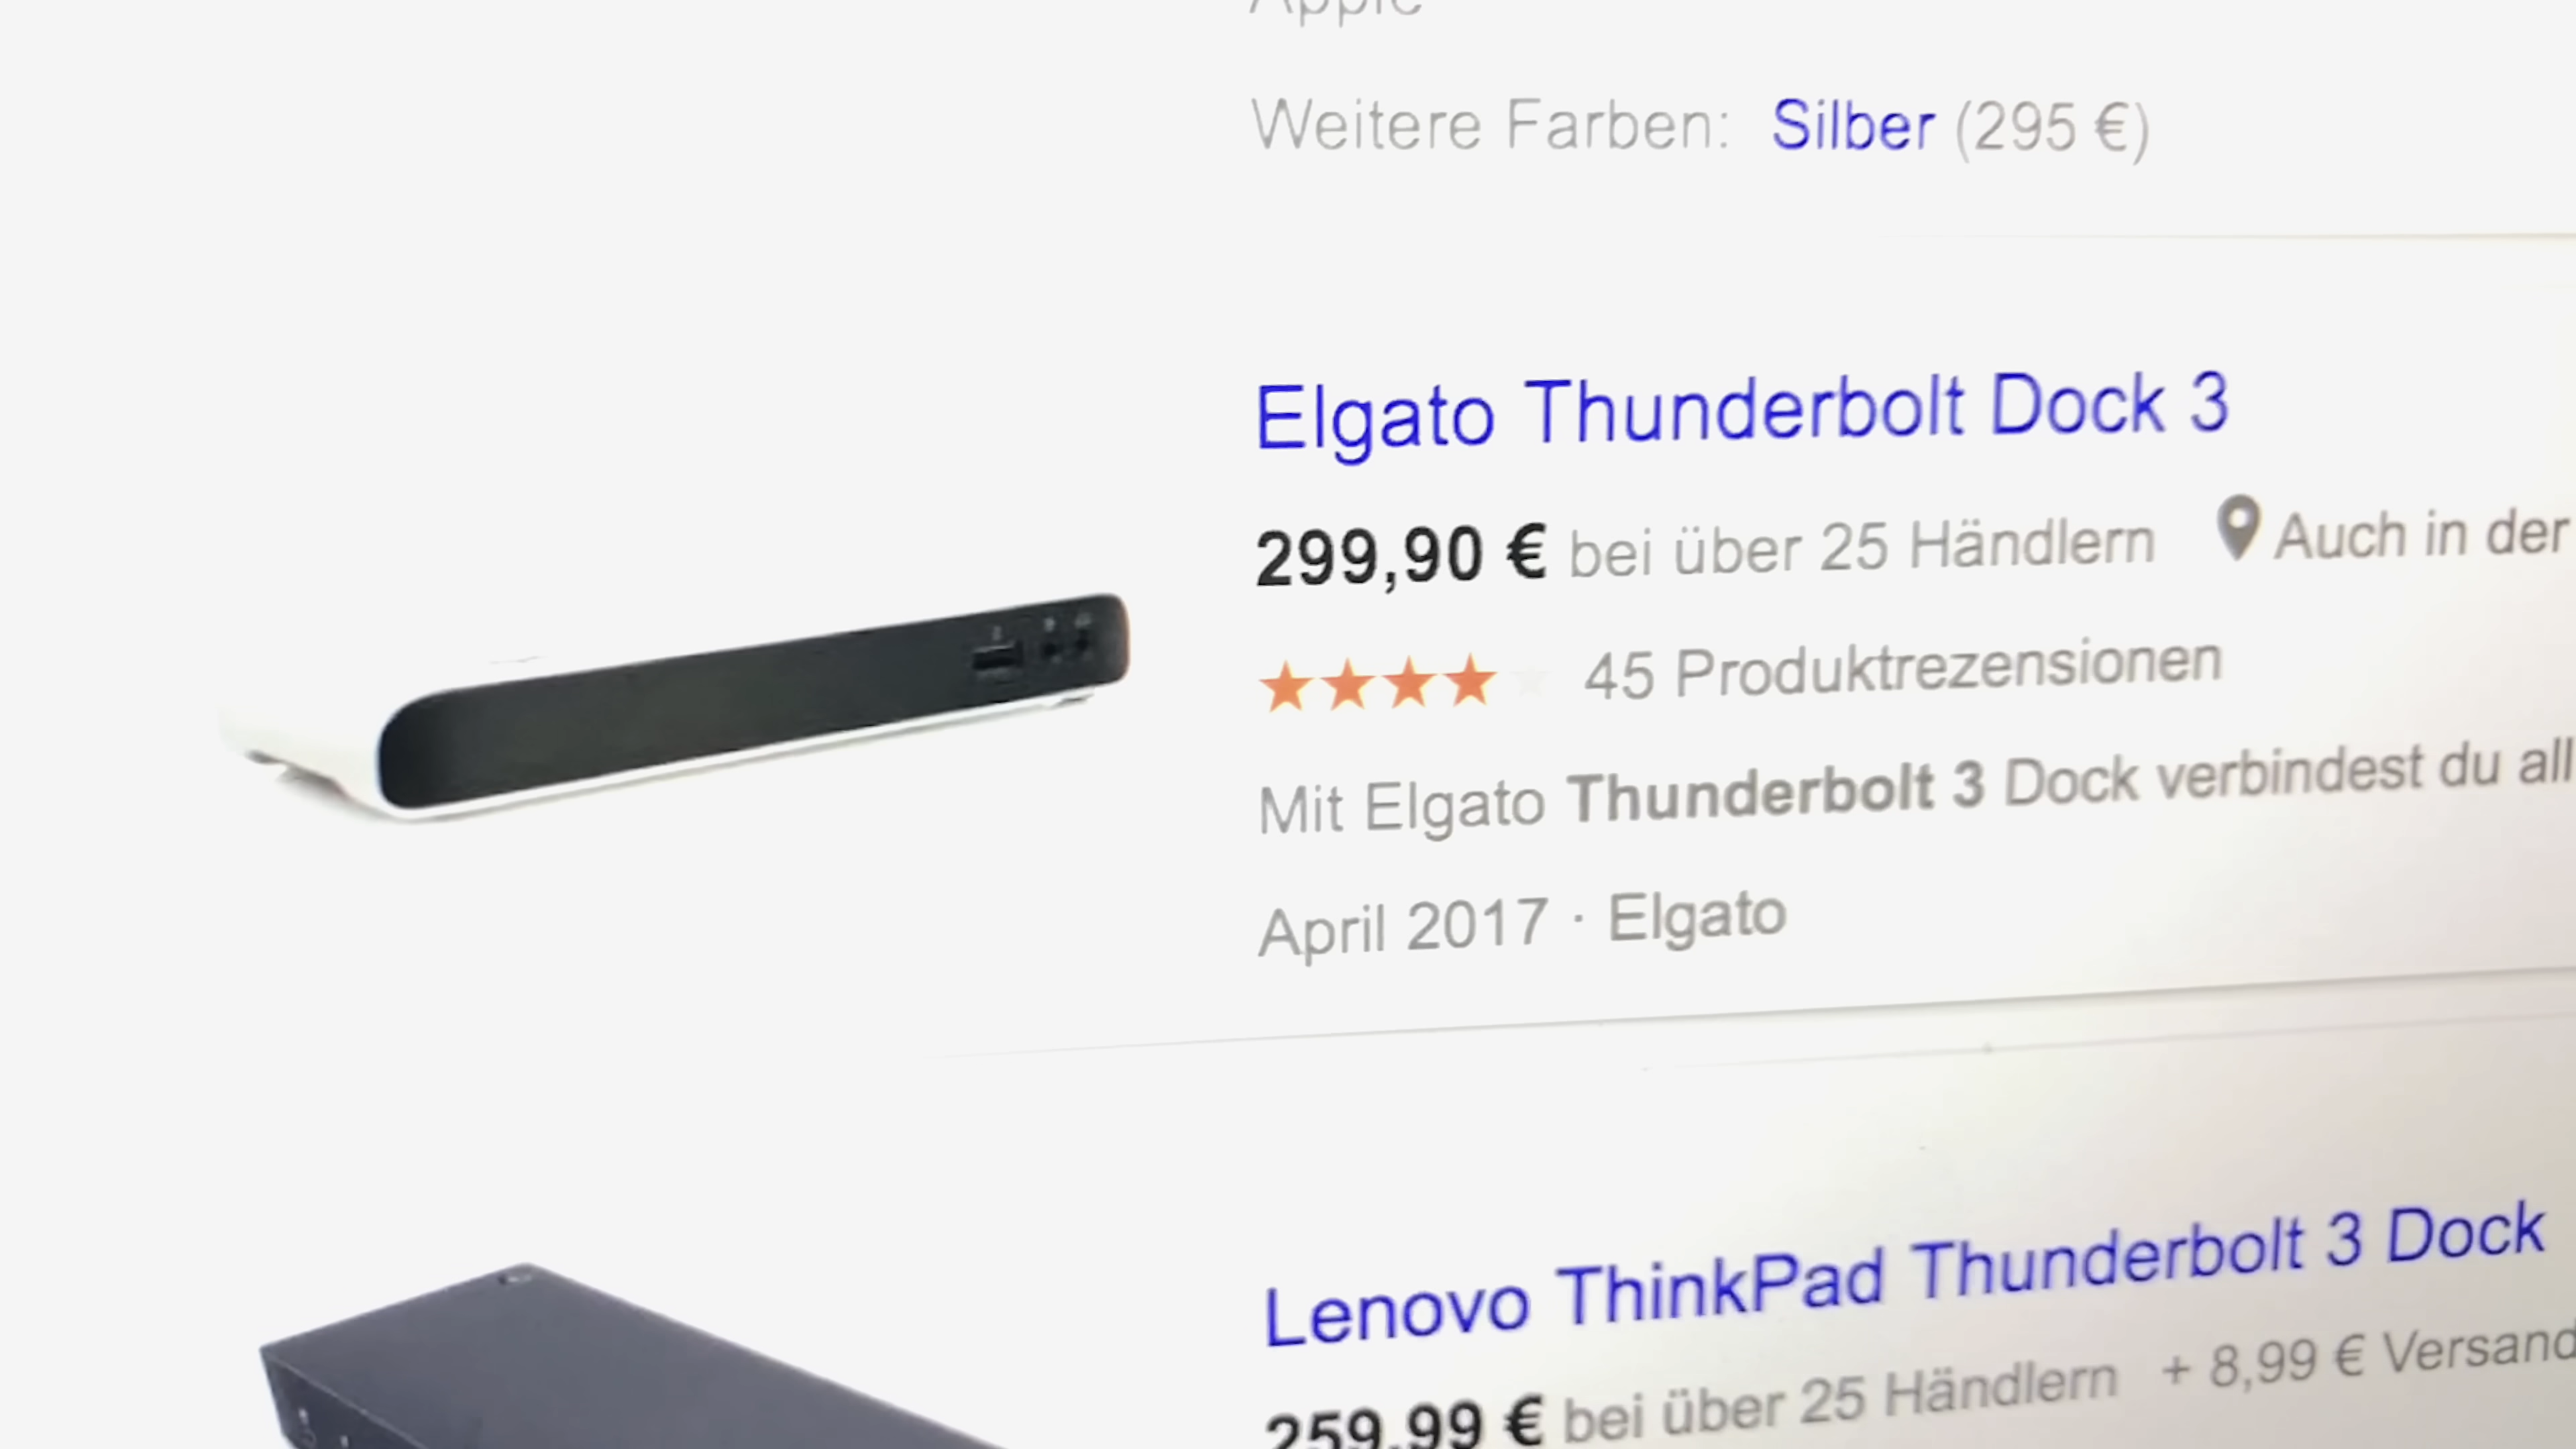 Apple
Weitere Farben: Silber (295 €)
Elgato Thunderbolt Dock 3
299,90 € bei über 25 Händlern Auch in der
45 Produktrezensionen
Mit Elgato Thunderbolt 3 Dock verbindest du all
April 2017 · Elgato
Lenovo ThinkPad Thunderbolt 3 Dock
259,99 € bei über 25 Händlern + 8,99 € Versand